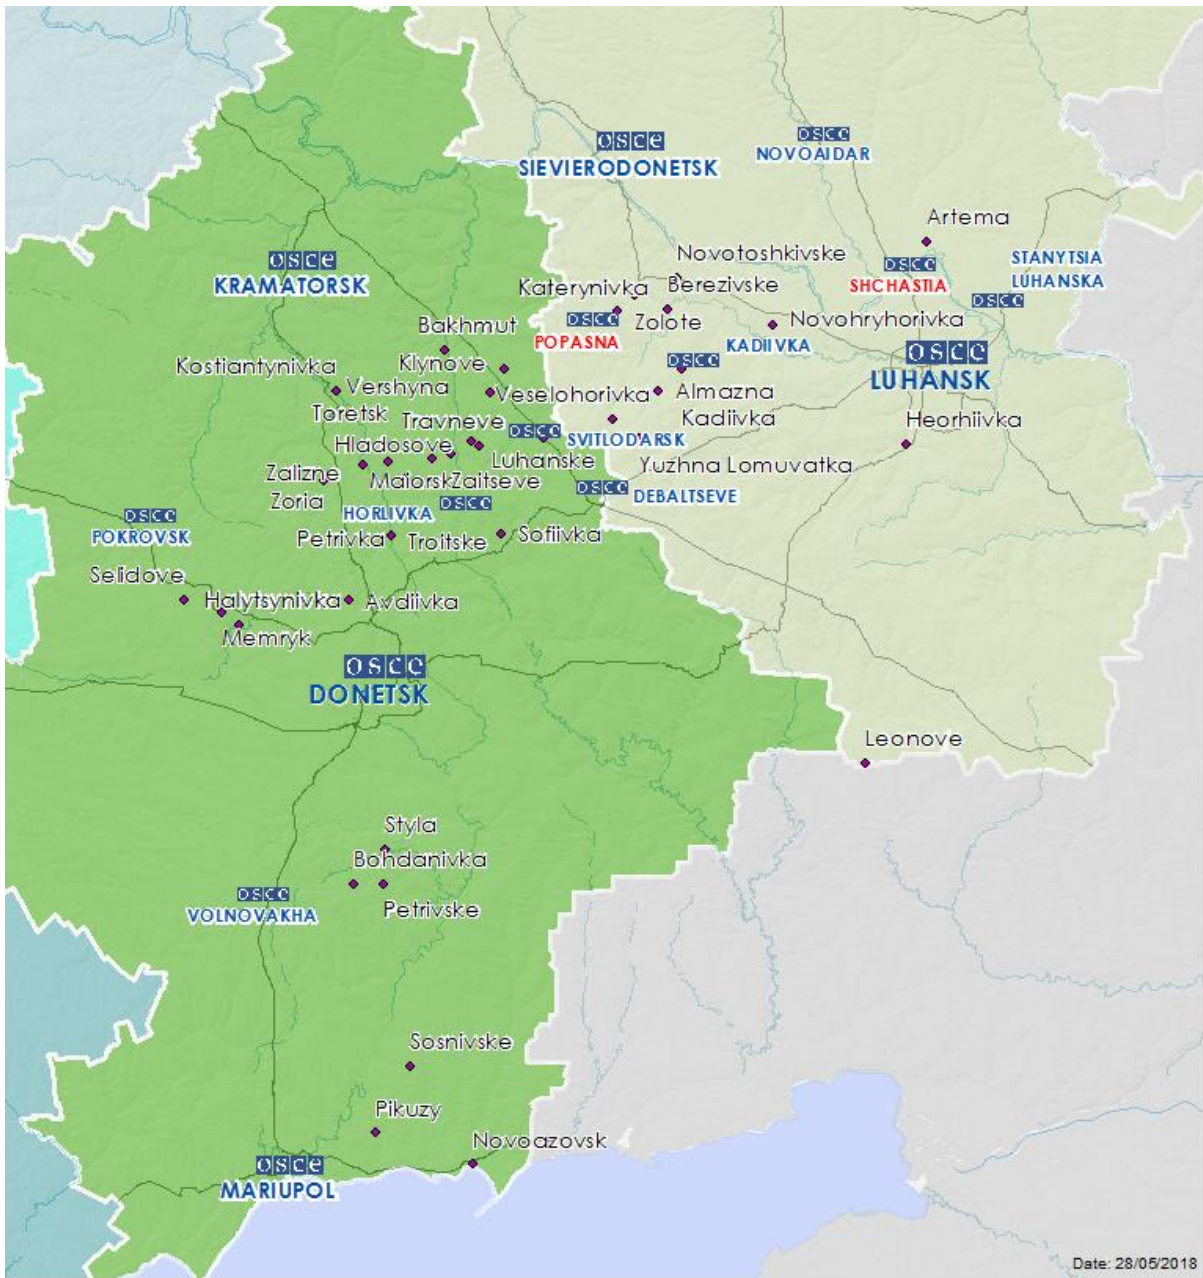 OSCE
NOVOAIDAR
OSCE
SIEVIERODONETSK
Artema
OSCE
KRAMATORSK
Novotoshkivske
STANYTSIA
LUHANSKA
OSCE
SHCHASTIA
Berezivske
Katerynivka
OSCE
Zolote
Novohryhorivka
OSCE
POPASNA
KADIIVKA
Bakhmut
OSCE
LUHANSK
Klynove
OSCE
Kostiantynivka
Vershyna
Veselohorivka
Almazna
Toretsk
Travneve
Kadiivka
Heorhiivka
OSCE
SVITLODARSK
Hladosove
Luhanske
Yuzhna Lomuvatka
Zalizne
Maiorsk
Zaitseve
OSCE
DEBALTSEVE
Zoria
HORLIVKA
OSCE
OSCE
POKROVSK
Petrivka
Troitske
Sofiivka
Selidove
Halytsynivka
Avdiivka
Memryk
OSCE
DONETSK
Leonove
Styla
Bohdanivka
OSCE
VOLNOVAKHA
Petrivske
Sosnivske
Pikuzy
Novoazovsk
OSCE
MARIUPOL
Date: 28/05/2018